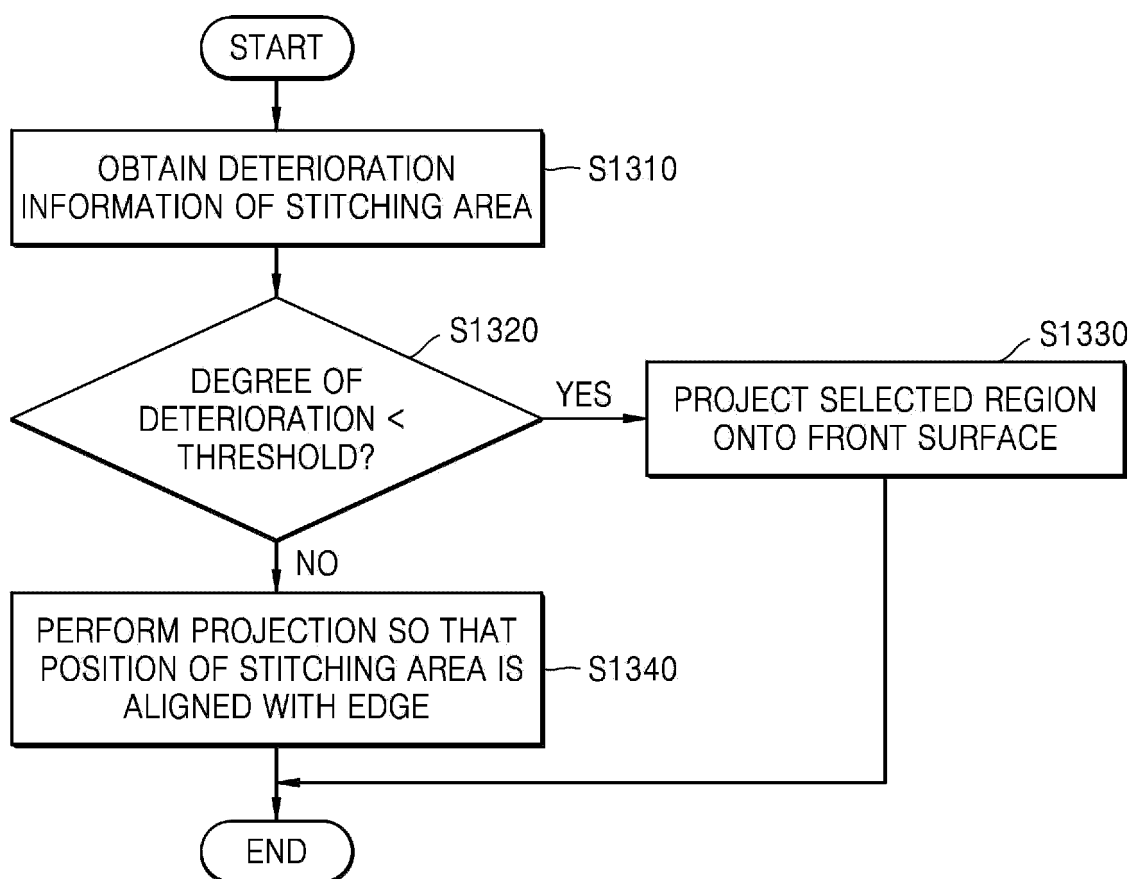 START
OBTAIN DETERIORATION
INFORMATION OF STITCHING AREA
S1310
S1320
DEGREE OF
DETERIORATION <
THRESHOLD?
YES
S1330
PROJECT SELECTED REGION
ONTO FRONT SURFACE
NO
PERFORM PROJECTION SO THAT
POSITION OF STITCHING AREA IS
ALIGNED WITH EDGE
S1340
END